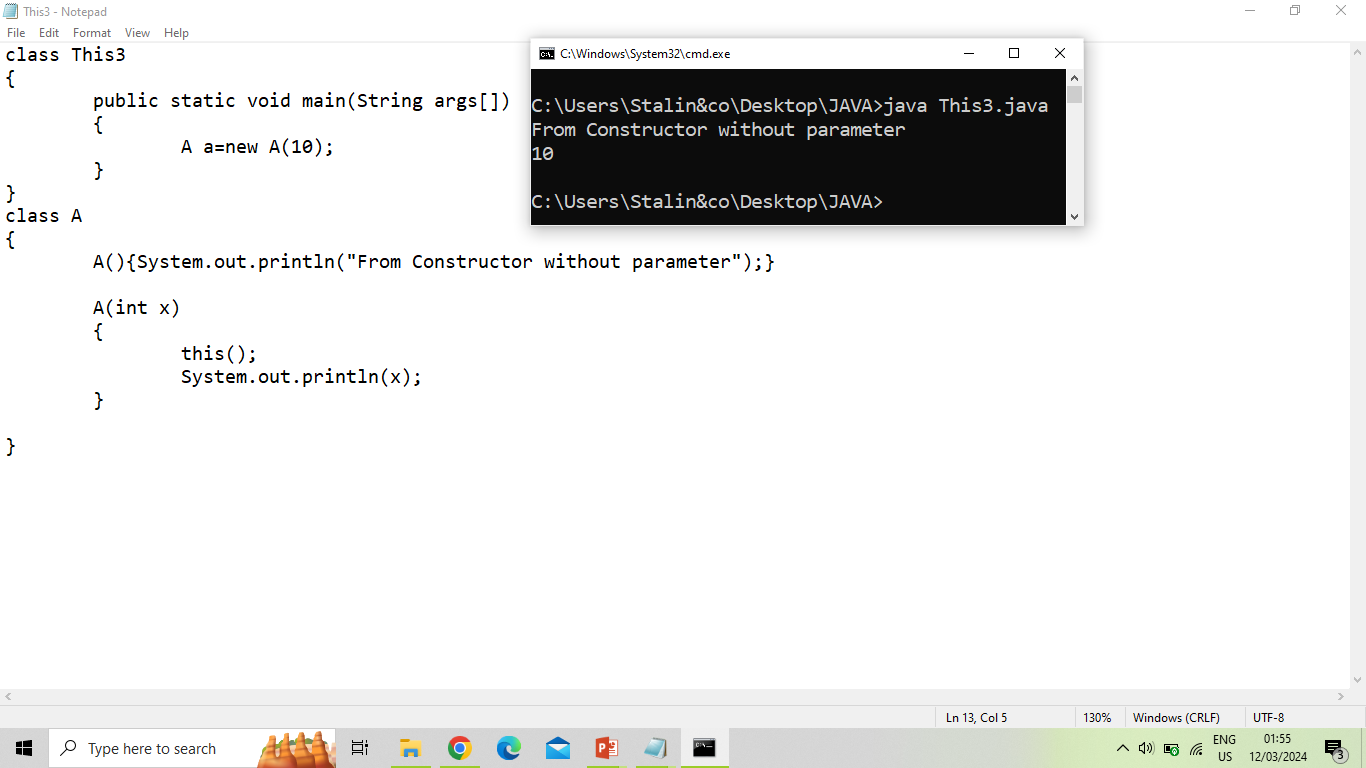 This3 - Notepad
File Edit Format View Help
class This3
{
public static void main(String args[])
{
A a=new A(10);
}
}
class A
{
A(){System.out.println("From Constructor without parameter");}
A(int x)
{
this();
System.out.println(x);
}
}
C:\Windows\System32\cmd.exe
C:\Users\Stalin&co\Desktop\JAVA>java This3.java
From Constructor without parameter
10
C:\Users\Stalin&co\Desktop\JAVA>
Ln 13, Col 5 130% Windows (CRLF) UTF-8
Type here to search
ENG
US
01:55
12/03/2024
3